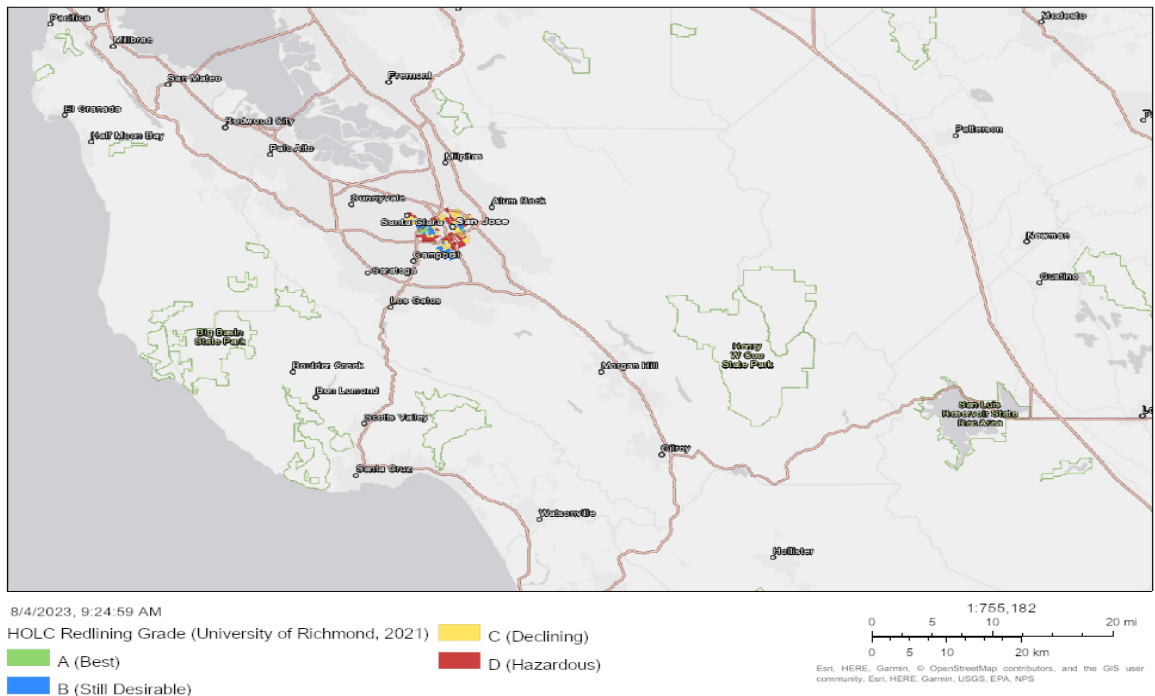 Pacifica
Modesto
Millbrae
San Mateo
Fremont
El Granada
Redwood City
Half Moon Bay
Patterson
Palo Alto
Milpitas
Sunnyvale
Alum Rock
Santa Clara
San Jose
Newman
Campbell
Saratoga
Gustine
Los Gatos
Big Basin
State Park
Henry
W Coe
State Park
Boulder Creek
Morgan Hill
Ben Lomond
San Luis
Reservoir State
Rec Area
Scotts Valley
Gilroy
Santa Cruz
Watsonville
Hollister
8/4/2023, 9:24:59 AM
HOLC Redlining Grade (University of Richmond, 2021)
A (Best)
B (Still Desirable)
C (Declining)
D (Hazardous)
1:755,182
0 5 10 20 mi
0 5 10 20 km
Esri, HERE, Garmin, © OpenStreetMap contributors, and the GIS user
community, Esri, HERE, Garmin, USGS, EPA, NPS